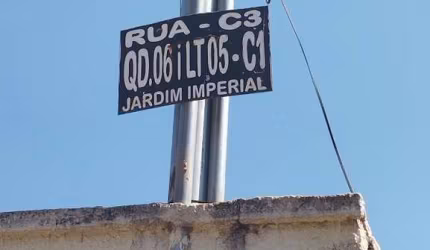 RUA - C3
QD.06 i LT 05 - C1
JARDIM IMPERIAL